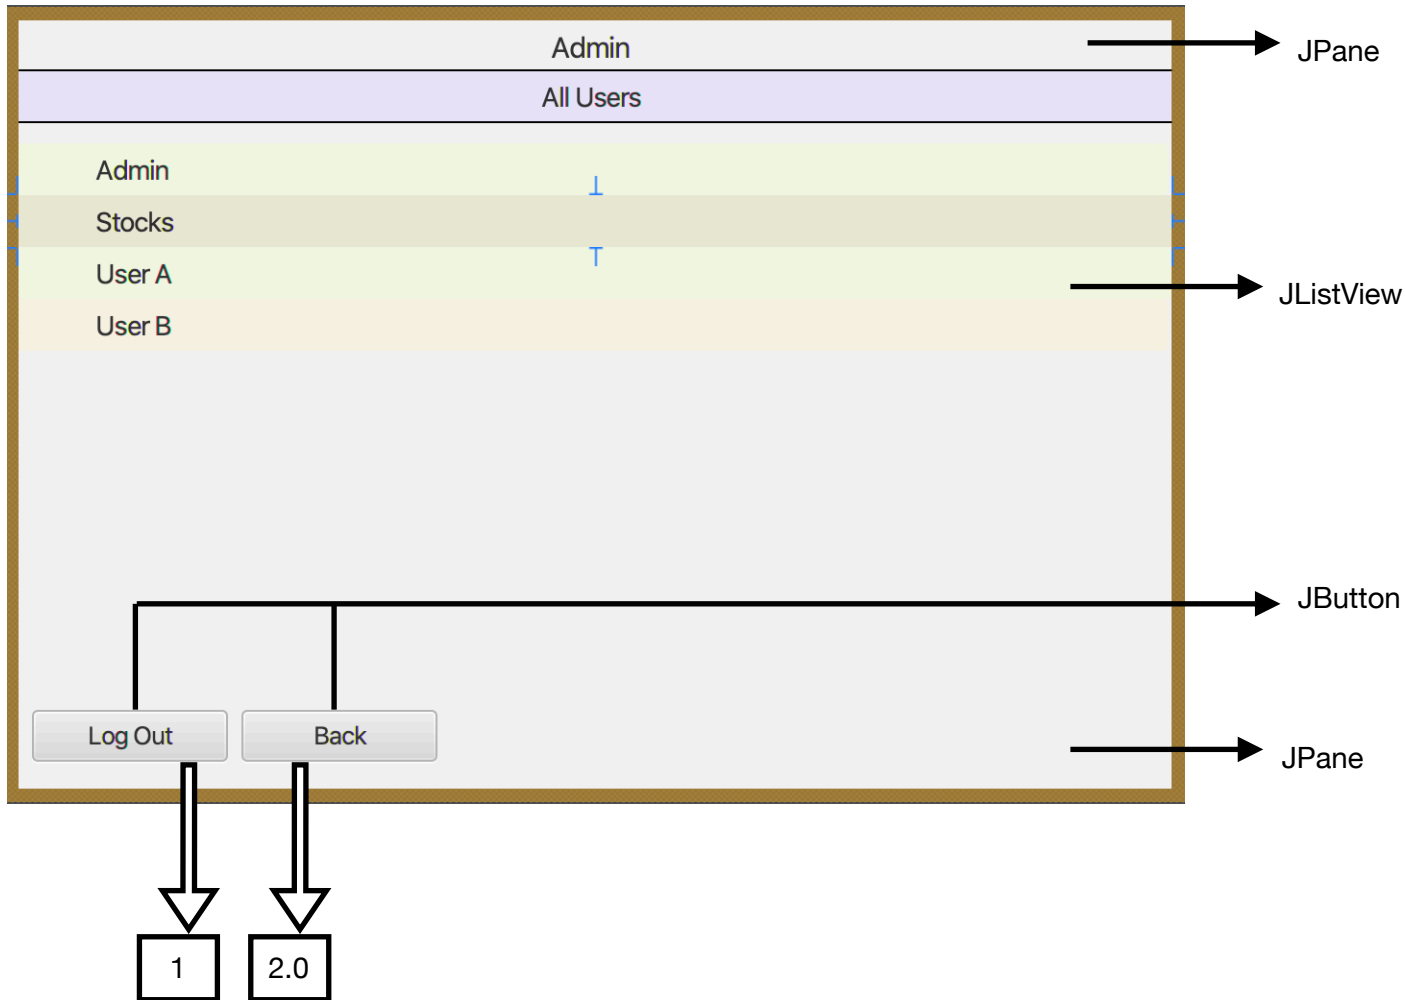 Admin
JPane
All Users
Admin
Stocks
User A
JListView
User B
JButton
Log Out
Back
JPane
1
2.0